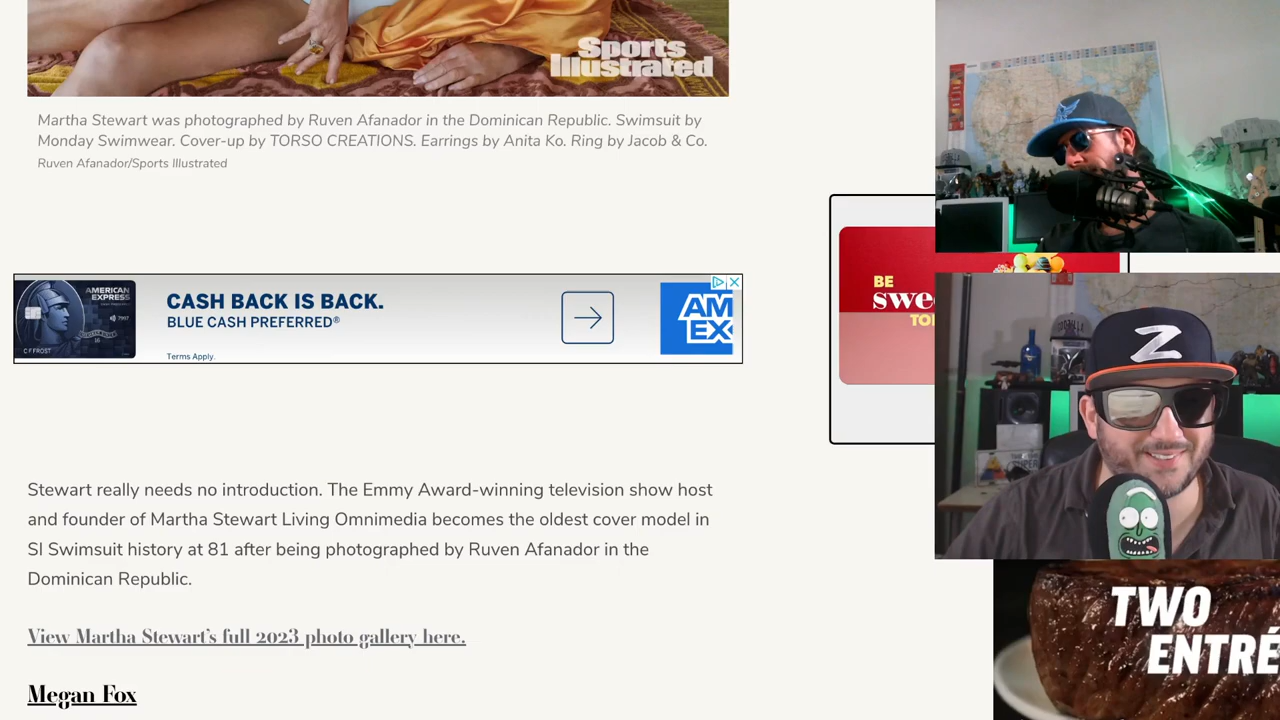 Sports
Illustrated
Martha Stewart was photographed by Ruven Afanador in the Dominican Republic. Swimsuit by
Monday Swimwear. Cover-up by TORSO CREATIONS. Earrings by Anita Ko. Ring by Jacob & Co.
Ruven Afanador/Sports Illustrated
AMERICAN
EXPRESS
C F FROST
CASH BACK IS BACK.
BLUE CASH PREFERRED®
Terms Apply.
AM
EX
BE
swe
TO
Z
Stewart really needs no introduction. The Emmy Award-winning television show host
and founder of Martha Stewart Living Omnimedia becomes the oldest cover model in
SI Swimsuit history at 81 after being photographed by Ruven Afanador in the
Dominican Republic.
View Martha Stewart's full 2023 photo gallery here.
Megan Fox
TWO
ENTRÉ